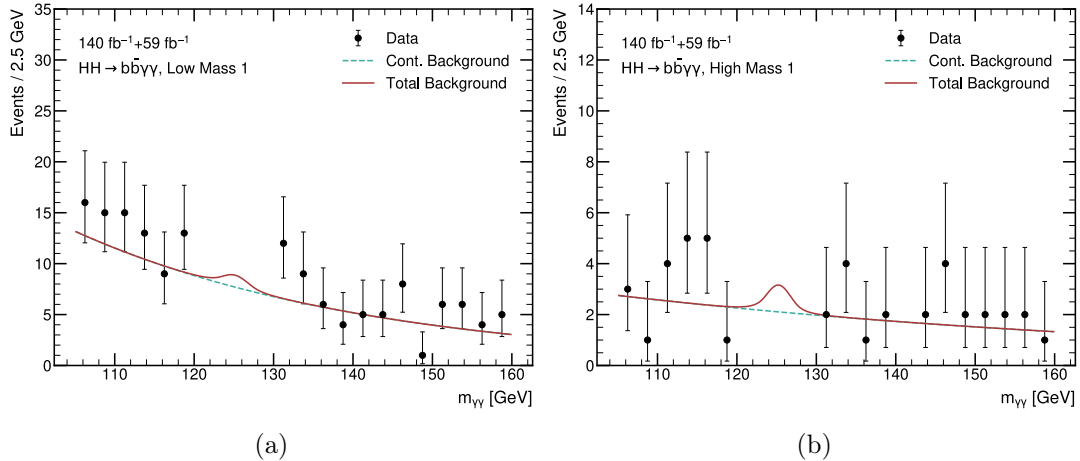 35
30
25
20
15
10
5
0
Events / 2.5 GeV
140 fb⁻¹+59 fb⁻¹
HH → bb̄γγ, Low Mass 1
Data
Cont. Background
Total Background
110 120 130 140 150 160
mγγ [GeV]
(a)
14
12
10
8
6
4
2
0
Events / 2.5 GeV
140 fb⁻¹+59 fb⁻¹
HH → bb̄γγ, High Mass 1
Data
Cont. Background
Total Background
110 120 130 140 150 160
mγγ [GeV]
(b)